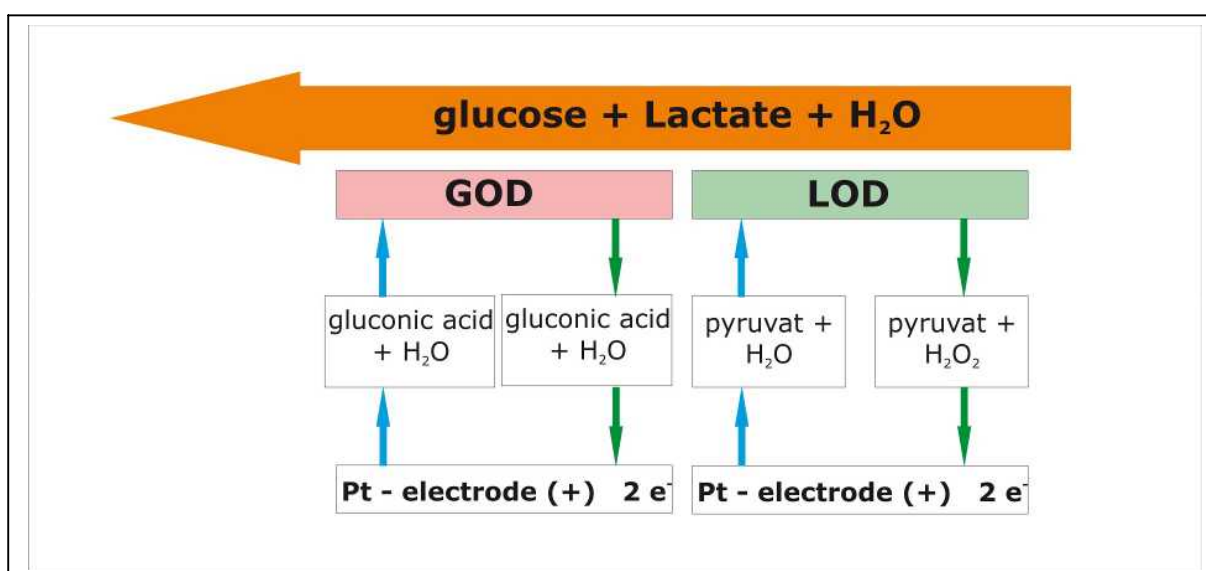 glucose + Lactate + H₂O
GOD
LOD
gluconic acid
+ H₂O
gluconic acid
+ H₂O
pyruvat +
H₂O
pyruvat +
H₂O₂
Pt - electrode (+) 2 e⁻
Pt - electrode (+) 2 e⁻